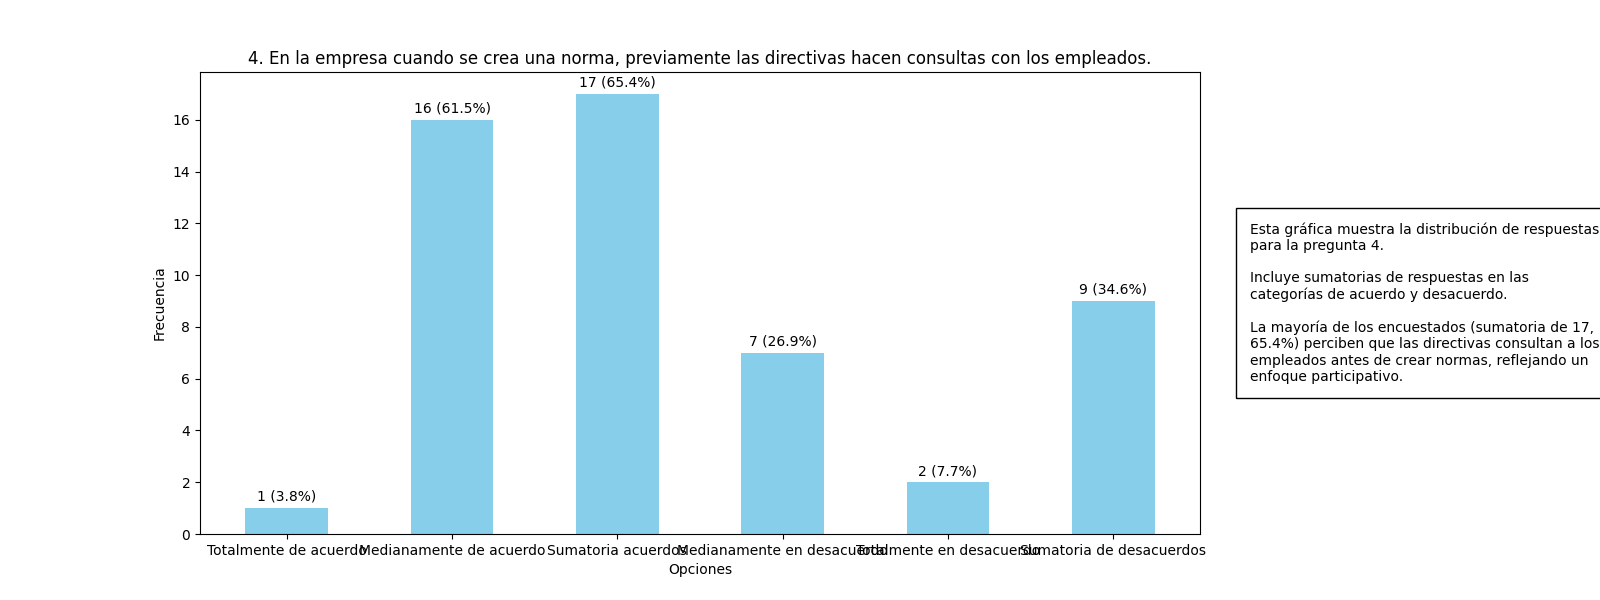 4. En la empresa cuando se crea una norma, previamente las directivas hacen consultas con los empleados.
17 (65.4%)
16 (61.5%)
9 (34.6%)
7 (26.9%)
2 (7.7%)
1 (3.8%)
16
14
12
10
8
6
4
2
0
Frecuencia
Totalmente de acuerdo
Medianamente de acuerdo
Sumatoria acuerdos
Medianamente en desacuerdo
Totalmente en desacuerdo
Sumatoria de desacuerdos
Opciones
Esta gráfica muestra la distribución de respuestas
para la pregunta 4.
Incluye sumatorias de respuestas en las
categorías de acuerdo y desacuerdo.
La mayoría de los encuestados (sumatoria de 17,
65.4%) perciben que las directivas consultan a los
empleados antes de crear normas, reflejando un
enfoque participativo.